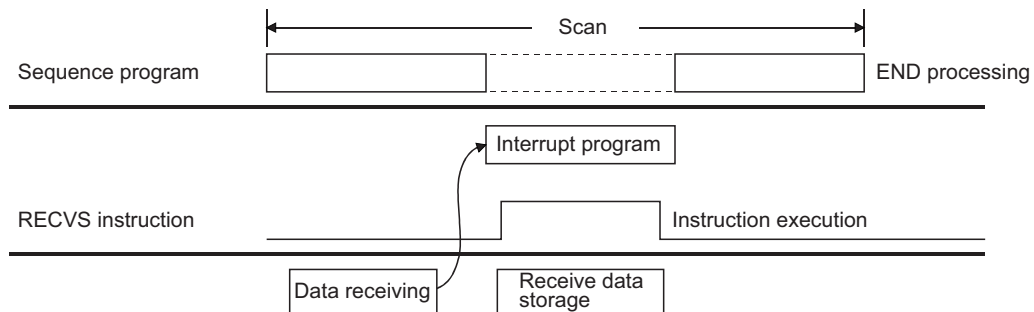 Scan
Sequence program
END processing
Interrupt program
RECVS instruction
Instruction execution
Data receiving
Receive data
storage